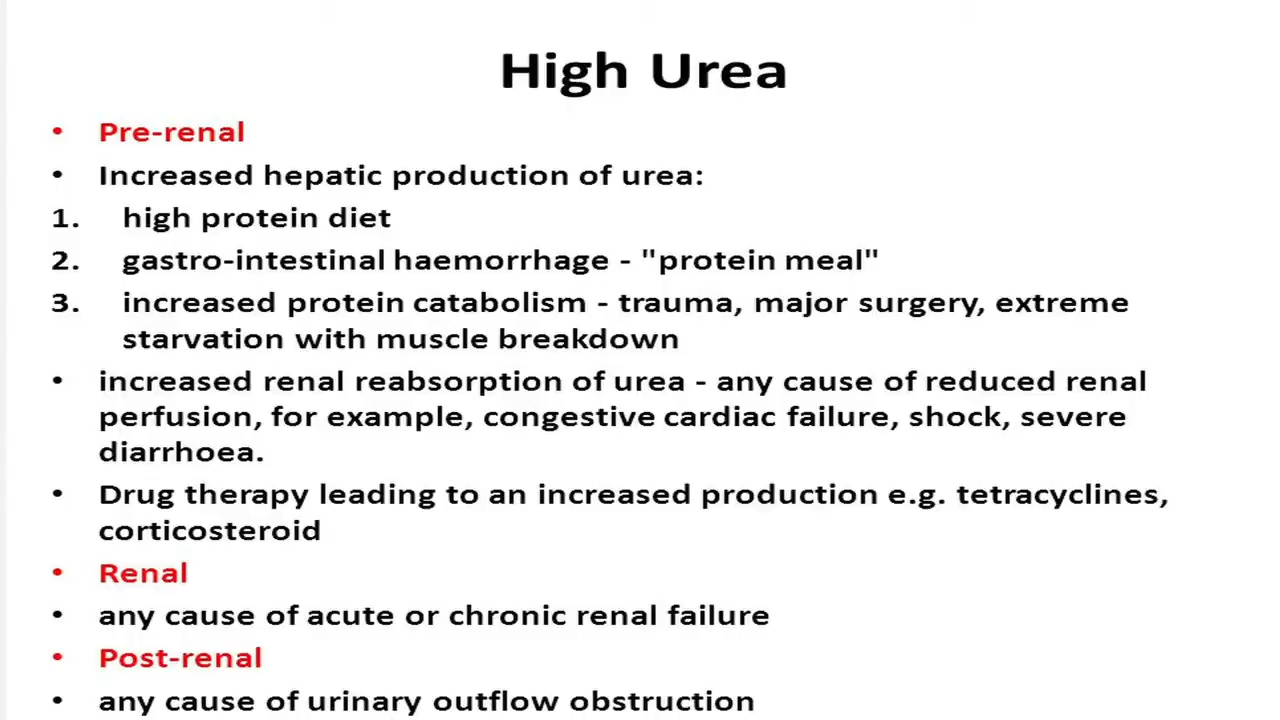 High Urea
• Pre-renal
• Increased hepatic production of urea:
1. high protein diet
2. gastro-intestinal haemorrhage - "protein meal"
3. increased protein catabolism - trauma, major surgery, extreme
starvation with muscle breakdown
• increased renal reabsorption of urea - any cause of reduced renal
perfusion, for example, congestive cardiac failure, shock, severe
diarrhoea.
• Drug therapy leading to an increased production e.g. tetracyclines,
corticosteroid
• Renal
• any cause of acute or chronic renal failure
• Post-renal
• any cause of urinary outflow obstruction